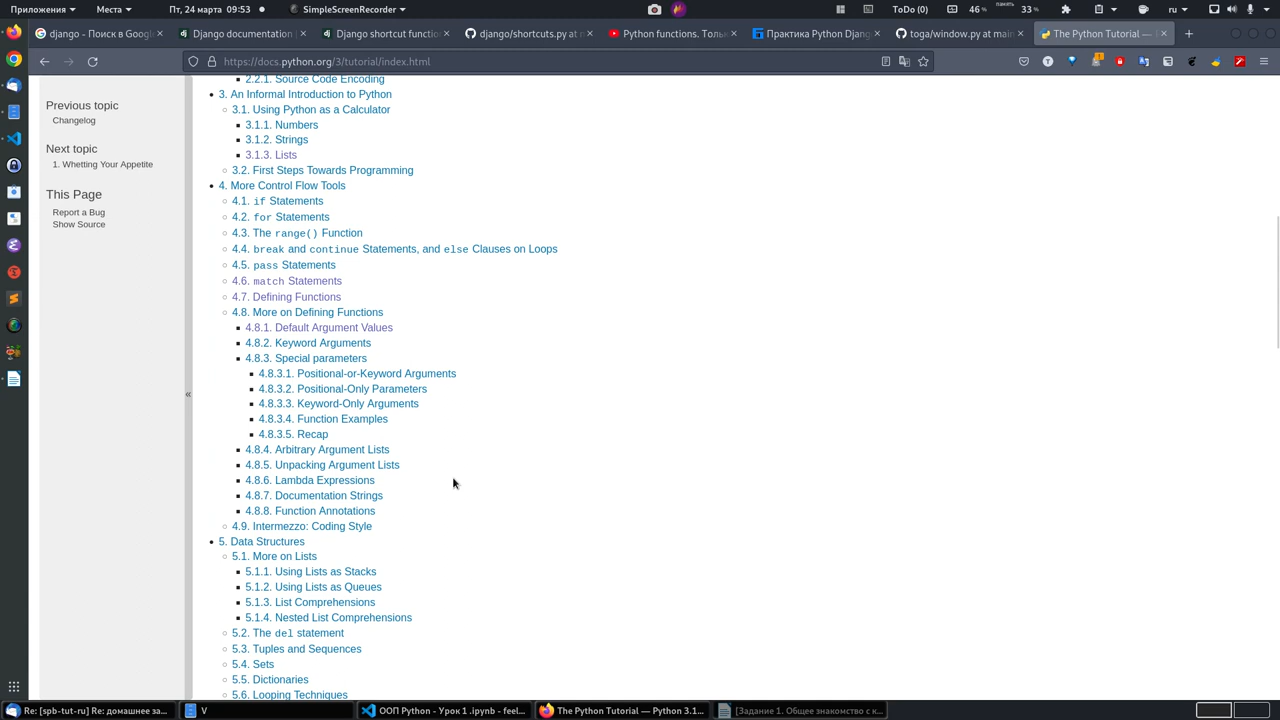 Приложения Места Пт, 24 марта 09:53 SimpleScreenRecorder память ToDo (0) 46% 33%
django - Поиск в Googl Django documentation Django shortcut functio django/shortcuts.py at m Python functions. Тольк Практика Python Djang toga/window.py at main The Python Tutorial —
https://docs.python.org/3/tutorial/index.html
Previous topic
Changelog
Next topic
1. Whetting Your Appetite
This Page
Report a Bug
Show Source
«
2.2.1. Source Code Encoding
3. An Informal Introduction to Python
3.1. Using Python as a Calculator
3.1.1. Numbers
3.1.2. Strings
3.1.3. Lists
3.2. First Steps Towards Programming
4. More Control Flow Tools
4.1. if Statements
4.2. for Statements
4.3. The range() Function
4.4. break and continue Statements, and else Clauses on Loops
4.5. pass Statements
4.6. match Statements
4.7. Defining Functions
4.8. More on Defining Functions
4.8.1. Default Argument Values
4.8.2. Keyword Arguments
4.8.3. Special parameters
4.8.3.1. Positional-or-Keyword Arguments
4.8.3.2. Positional-Only Parameters
4.8.3.3. Keyword-Only Arguments
4.8.3.4. Function Examples
4.8.3.5. Recap
4.8.4. Arbitrary Argument Lists
4.8.5. Unpacking Argument Lists
4.8.6. Lambda Expressions
4.8.7. Documentation Strings
4.8.8. Function Annotations
4.9. Intermezzo: Coding Style
5. Data Structures
5.1. More on Lists
5.1.1. Using Lists as Stacks
5.1.2. Using Lists as Queues
5.1.3. List Comprehensions
5.1.4. Nested List Comprehensions
5.2. The del statement
5.3. Tuples and Sequences
5.4. Sets
5.5. Dictionaries
5.6. Looping Techniques
Re: [spb-tut-ru] Re: домашнее за... V ООП Python - Урок 1 .ipynb - feel... The Python Tutorial — Python 3.1... [Задание 1. Общее знакомство с к...